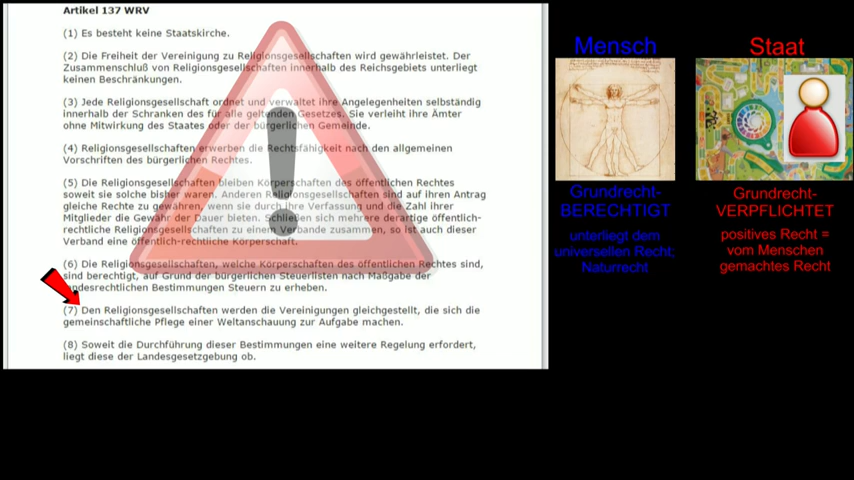 Artikel 137 WRV
(1) Es besteht keine Staatskirche.
(2) Die Freiheit der Vereinigung zu Religionsgesellschaften wird gewährleistet. Der
Zusammenschluß von Religionsgesellschaften innerhalb des Reichsgebiets unterliegt
keinen Beschränkungen.
(3) Jede Religionsgesellschaft ordnet und verwaltet ihre Angelegenheiten selbständig
innerhalb der Schranken des für alle geltenden Gesetzes. Sie verleiht ihre Ämter
ohne Mitwirkung des Staates oder der bürgerlichen Gemeinde.
(4) Religionsgesellschaften erwerben die Rechtsfähigkeit nach den allgemeinen
Vorschriften des bürgerlichen Rechtes.
(5) Die Religionsgesellschaften bleiben Körperschaften des öffentlichen Rechtes
soweit sie solche bisher waren. Anderen Religionsgesellschaften sind auf ihren Antrag
gleiche Rechte zu gewähren, wenn sie durch ihre Verfassung und die Zahl ihrer
Mitglieder die Gewähr der Dauer bieten. Schließen sich mehrere derartige öffentlich-
rechtliche Religionsgesellschaften zu einem Verbande zusammen, so ist auch dieser
Verband eine öffentlich-rechtliche Körperschaft.
(6) Die Religionsgesellschaften, welche Körperschaften des öffentlichen Rechtes sind,
sind berechtigt, auf Grund der bürgerlichen Steuerlisten nach Maßgabe der
landesrechtlichen Bestimmungen Steuern zu erheben.
(7) Den Religionsgesellschaften werden die Vereinigungen gleichgestellt, die sich die
gemeinschaftliche Pflege einer Weltanschauung zur Aufgabe machen.
(8) Soweit die Durchführung dieser Bestimmungen eine weitere Regelung erfordert,
liegt diese der Landesgesetzgebung ob.
Mensch
Grundrecht-
BERECHTIGT
unterliegt dem
universellen Recht;
Naturrecht
Staat
Grundrecht-
VERPFLICHTET
positives Recht =
vom Menschen
gemachtes Recht